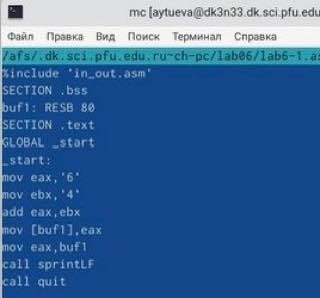 mc [aytueva@dk3n33.dk.sci.pfu.edu
Файл Правка Вид Поиск Терминал Справка
/afs/.dk.sci.pfu.edu.ru~ch-pc/lab06/lab6-1.as
%include 'in_out.asm'
SECTION .bss
buf1: RESB 80
SECTION .text
GLOBAL _start
_start:
mov eax,'6'
mov ebx,'4'
add eax,ebx
mov [buf1],eax
mov eax,buf1
call sprintLF
call quit